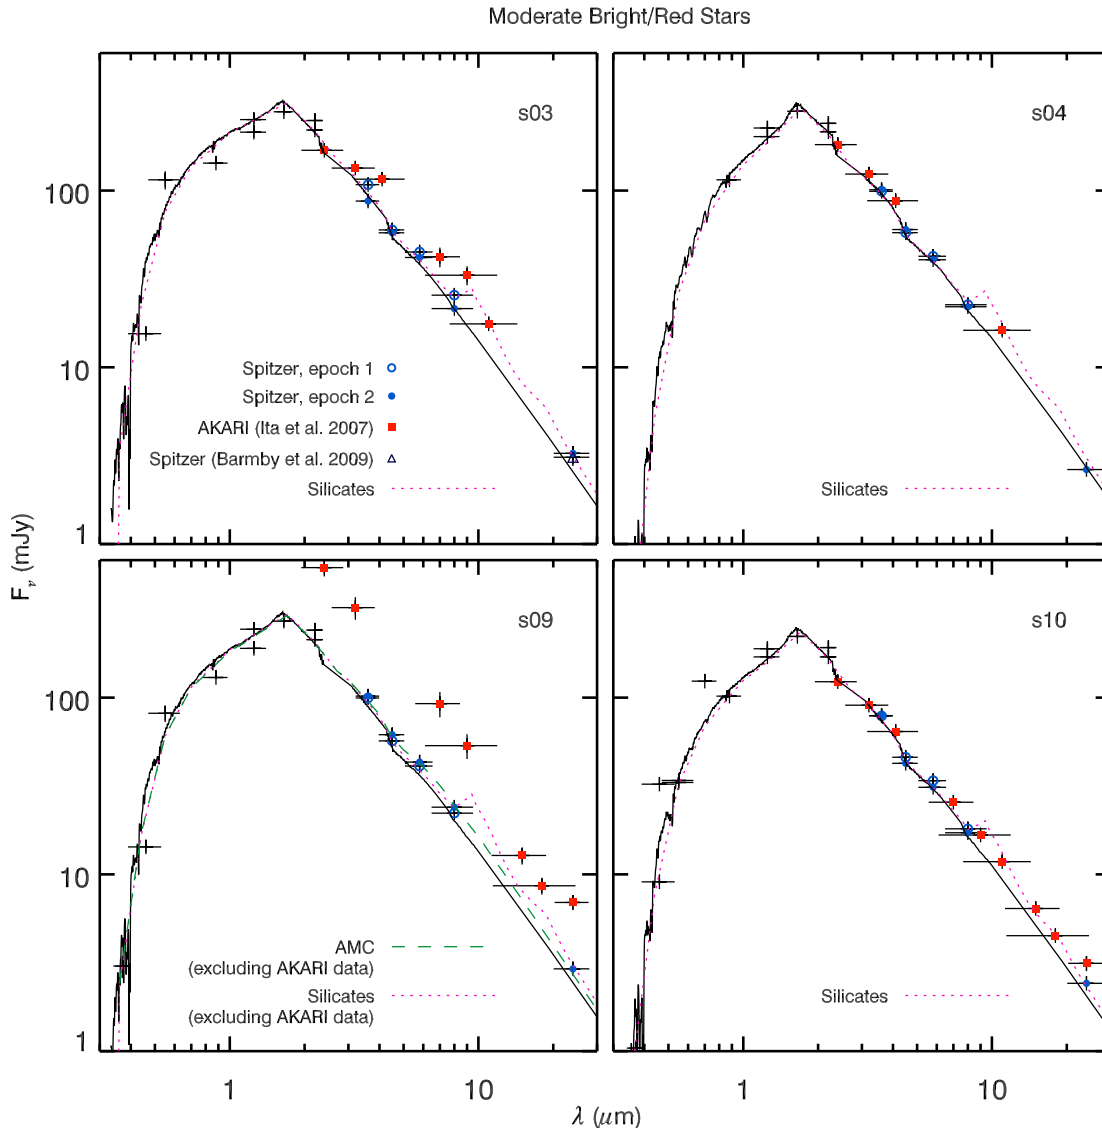 Moderate Bright/Red Stars
s03
s04
100
10
1
Spitzer, epoch 1
Spitzer, epoch 2
AKARI (Ita et al. 2007)
Spitzer (Barmby et al. 2009)
Silicates
Silicates
F_ν (mJy)
s09
s10
100
10
1
AMC
(excluding AKARI data)
Silicates
(excluding AKARI data)
Silicates
1
10
1
10
λ (μm)